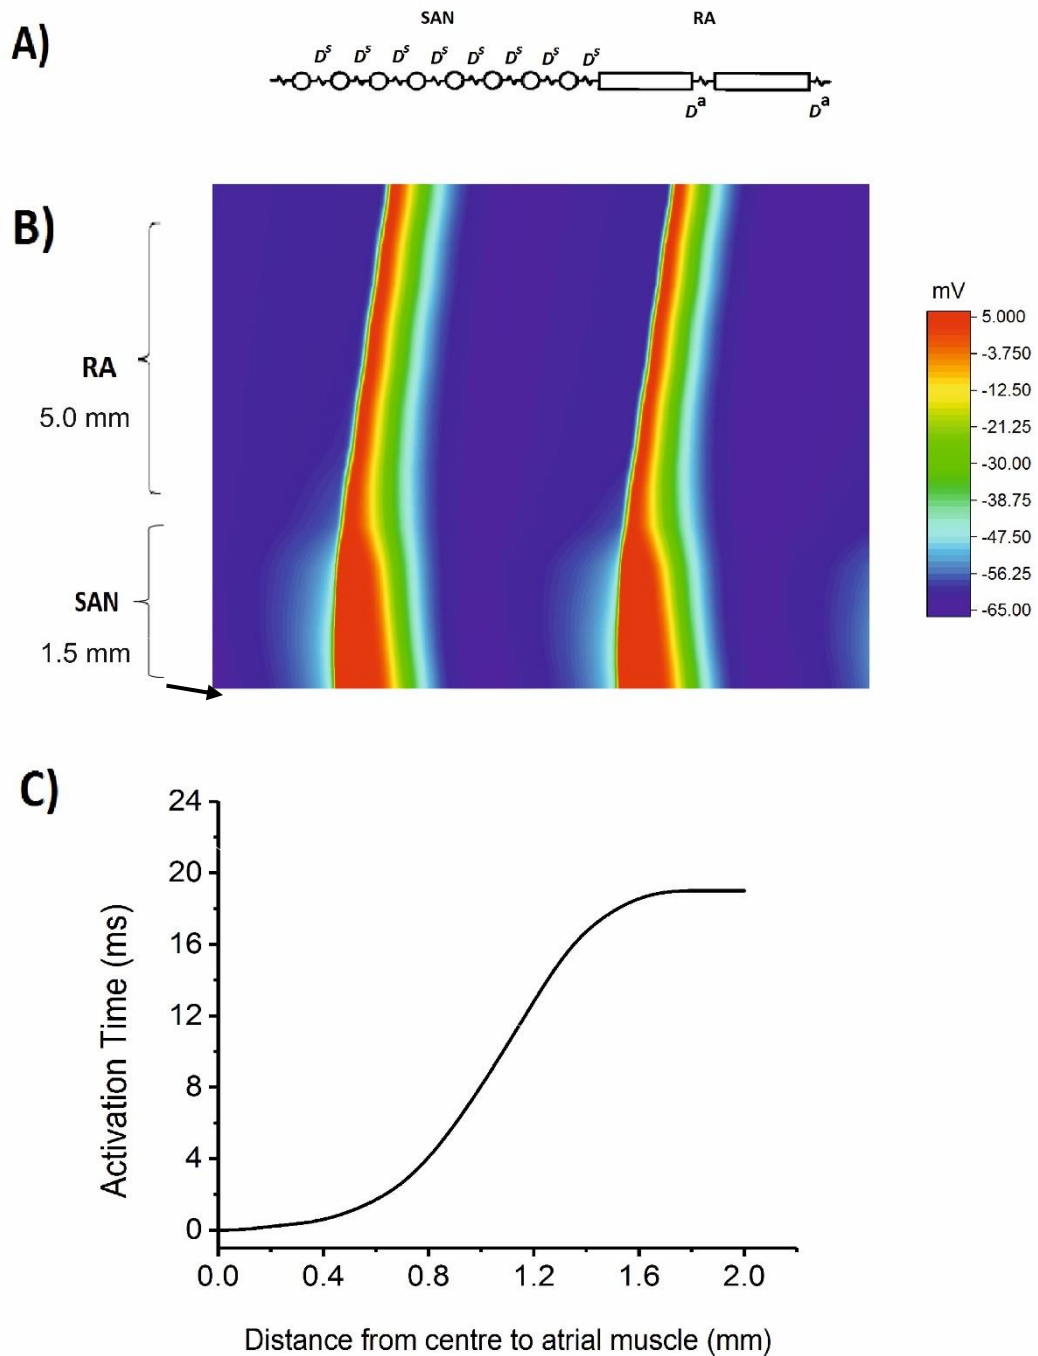 A)
SAN RA
D^s D^s D^s D^s D^s D^s D^s D^s
D^a D^a
B)
RA
5.0 mm
SAN
1.5 mm
mV
5.000
-3.750
-12.50
-21.25
-30.00
-38.75
-47.50
-56.25
-65.00
C)
24
20
16
12
8
4
0
Activation Time (ms)
0.0 0.4 0.8 1.2 1.6 2.0
Distance from centre to atrial muscle (mm)